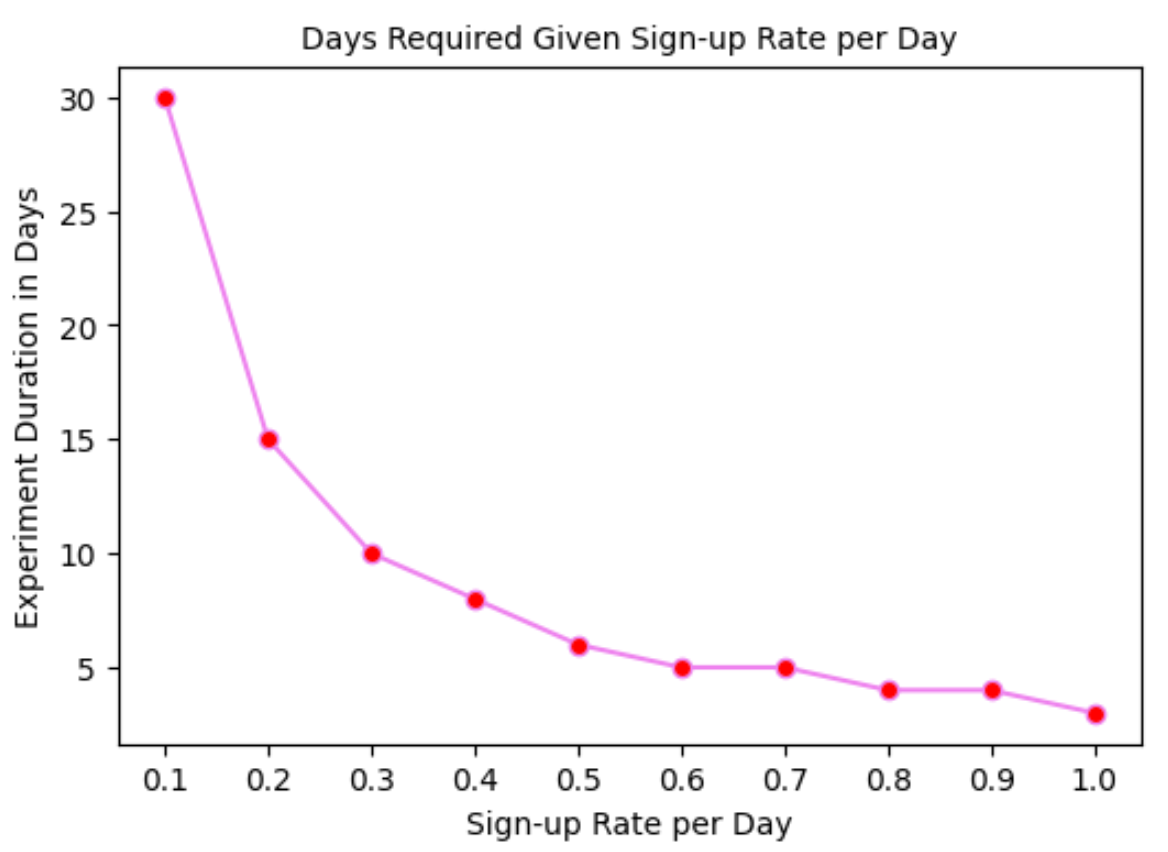 Days Required Given Sign-up Rate per Day
Experiment Duration in Days
30
25
20
15
10
5
0.1 0.2 0.3 0.4 0.5 0.6 0.7 0.8 0.9 1.0
Sign-up Rate per Day